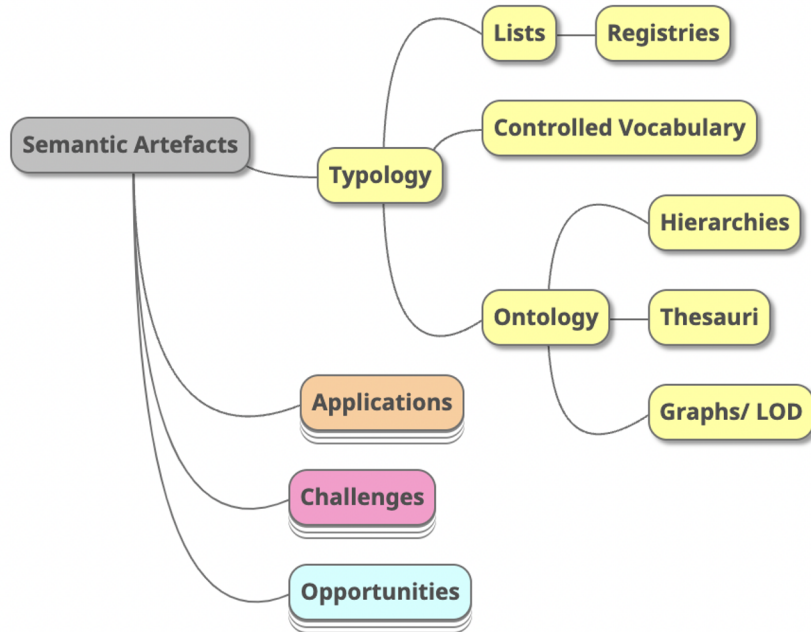 Lists
Registries
Controlled Vocabulary
Semantic Artefacts
Typology
Hierarchies
Ontology
Thesauri
Applications
Graphs/ LOD
Challenges
Opportunities